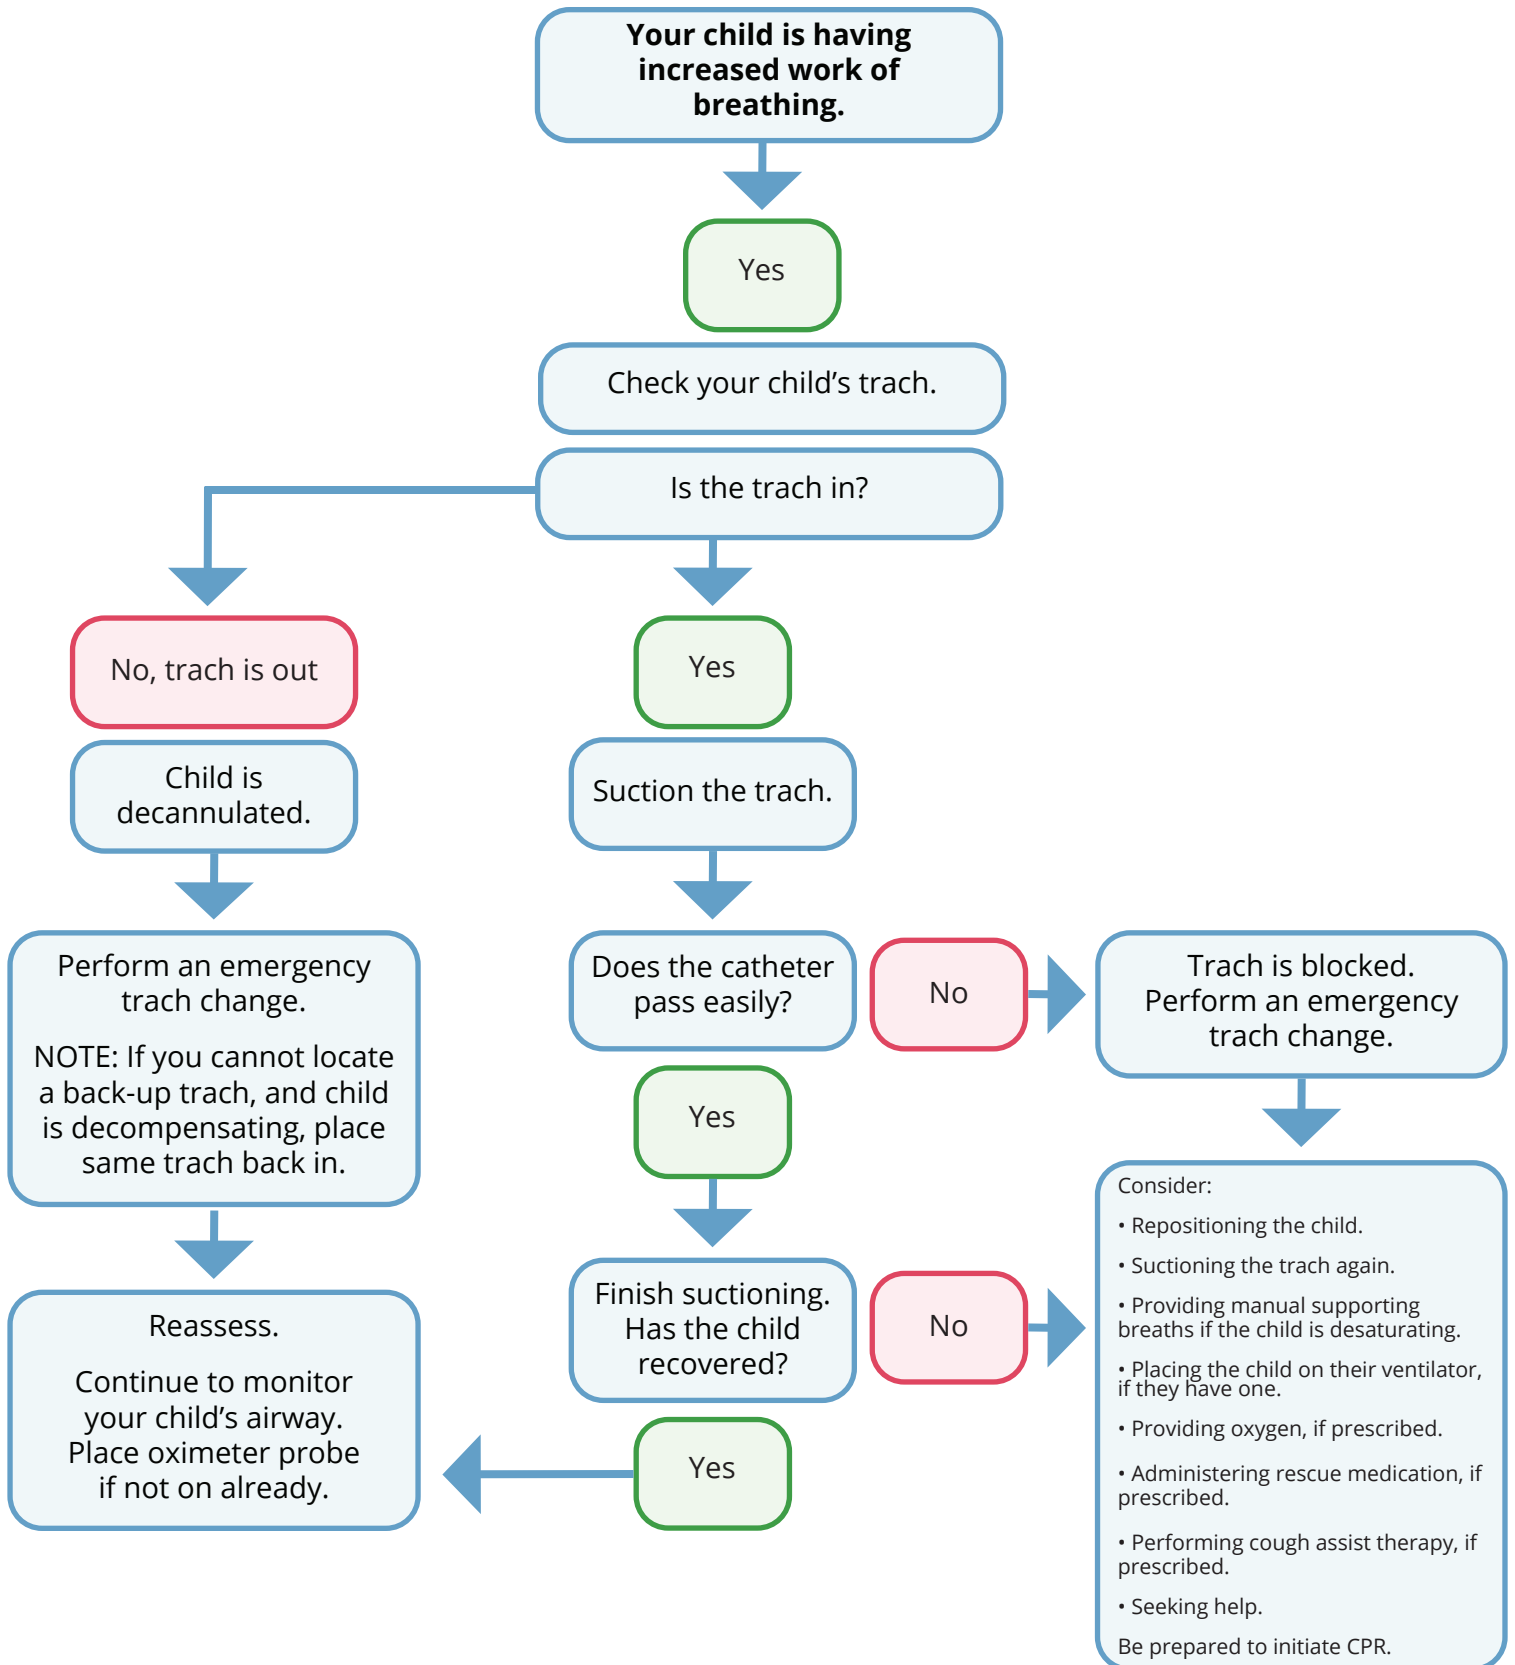 Your child is having
increased work of
breathing.
Yes
Check your child’s trach.
Is the trach in?
No, trach is out
Yes
Child is
decannulated.
Suction the trach.
Perform an emergency
trach change.
NOTE: If you cannot locate
a back-up trach, and child
is decompensating, place
same trach back in.
Does the catheter
pass easily?
No
Trach is blocked.
Perform an emergency
trach change.
Yes
Reassess.
Continue to monitor
your child’s airway.
Place oximeter probe
if not on already.
Finish suctioning.
Has the child
recovered?
No
Yes
Consider:
• Repositioning the child.
• Suctioning the trach again.
• Providing manual supporting
breaths if the child is desaturating.
• Placing the child on their ventilator,
if they have one.
• Providing oxygen, if prescribed.
• Administering rescue medication, if
prescribed.
• Performing cough assist therapy, if
prescribed.
• Seeking help.
Be prepared to initiate CPR.